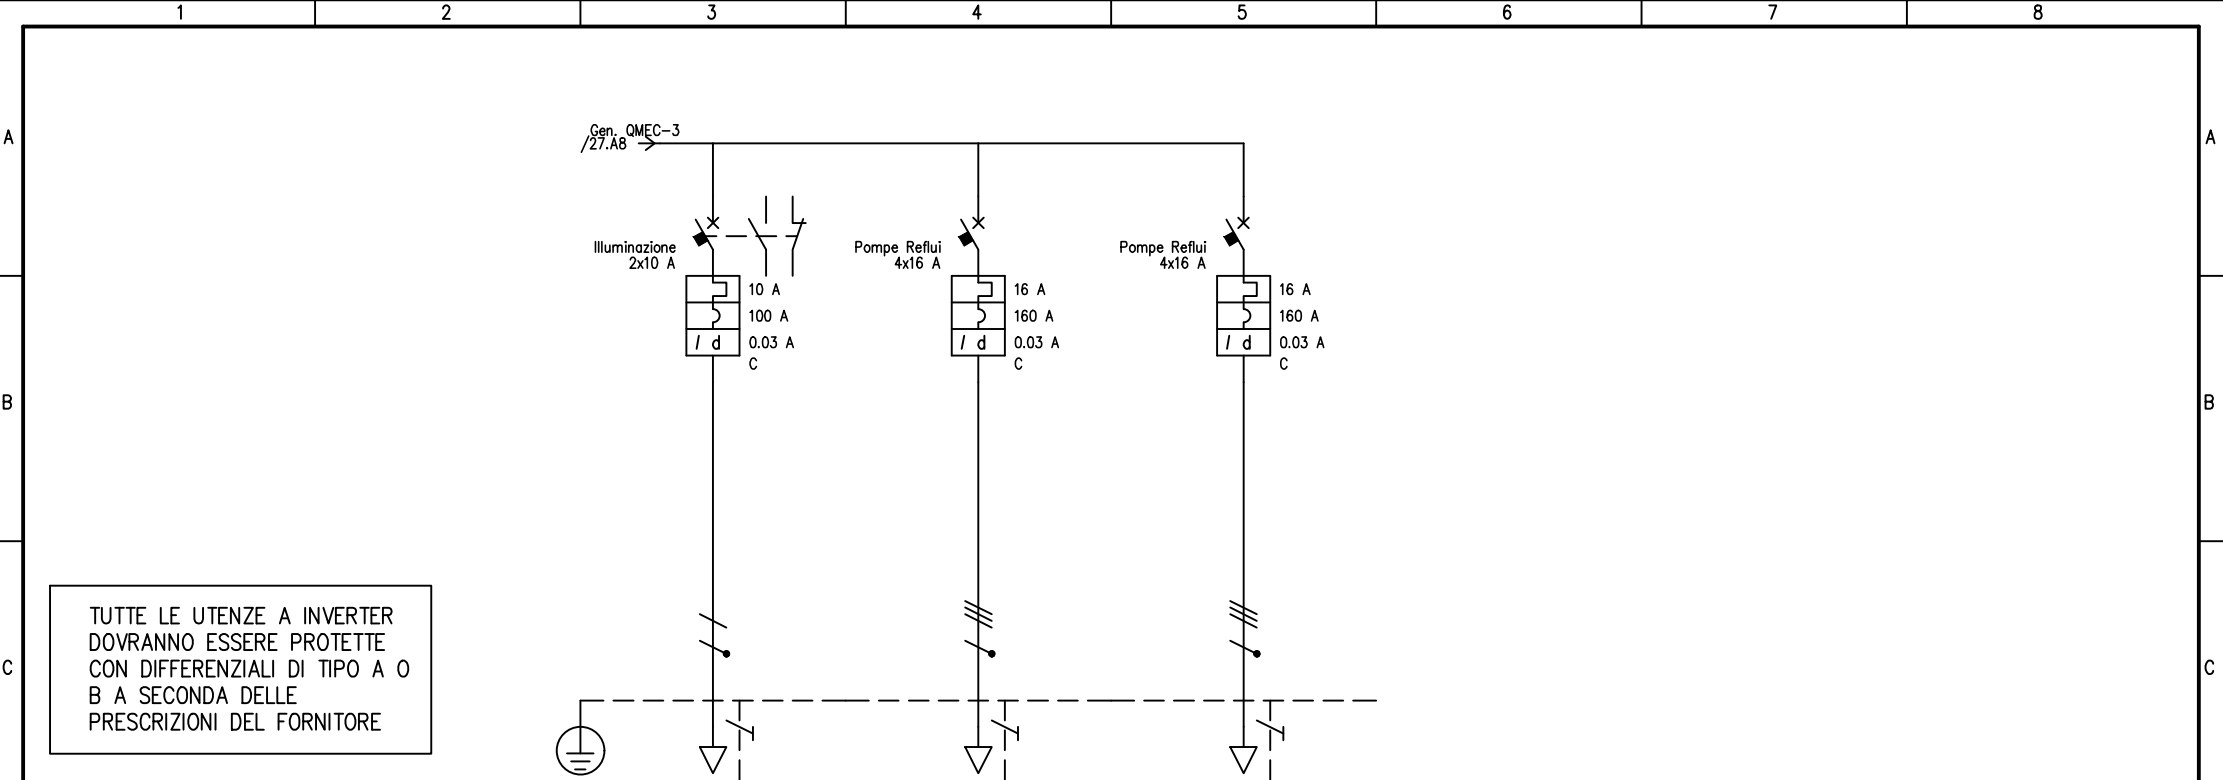 1 2 3 4 5 6 7 8
A A
Gen. QMEC-3
/27.A8
Illuminazione
2x10 A
Pompe Reflui
4x16 A
Pompe Reflui
4x16 A
10 A
100 A
I d 0.03 A
C
16 A
160 A
I d 0.03 A
C
16 A
160 A
I d 0.03 A
C
B B
TUTTE LE UTENZE A INVERTER
DOVRANNO ESSERE PROTETTE
CON DIFFERENZIALI DI TIPO A O
B A SECONDA DELLE
PRESCRIZIONI DEL FORNITORE
C C